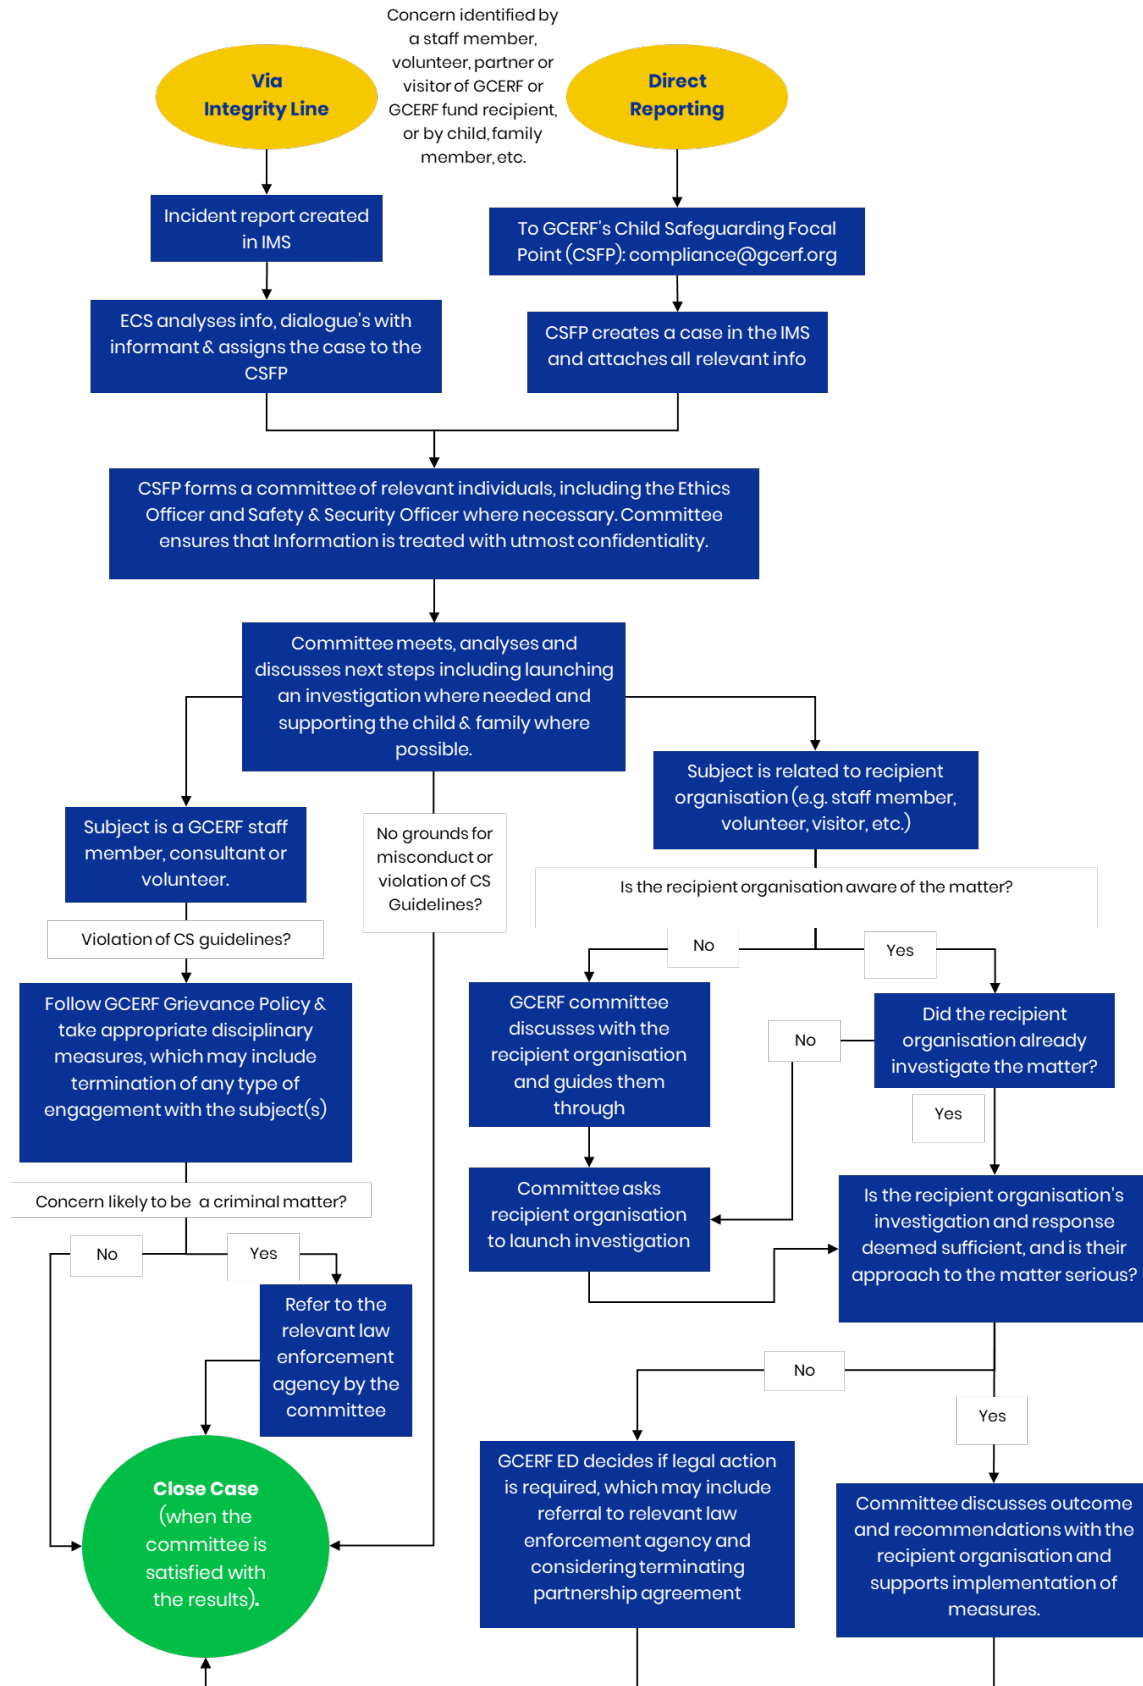 Concern identified by
a staff member,
volunteer, partner or
visitor of GCERF or
GCERF fund recipient,
or by child, family
member, etc.
Via
Integrity Line
Direct
Reporting
Incident report created
in IMS
To GCERF's Child Safeguarding Focal
Point (CSFP): compliance@gcerf.org
ECS analyses info, dialogue's with
informant & assigns the case to the
CSFP
CSFP creates a case in the IMS
and attaches all relevant info
CSFP forms a committee of relevant individuals, including the Ethics
Officer and Safety & Security Officer where necessary. Committee
ensures that Information is treated with utmost confidentiality.
Committee meets, analyses and
discusses next steps including launching
an investigation where needed and
supporting the child & family where
possible.
Subject is a GCERF staff
member, consultant or
volunteer.
No grounds for
misconduct or
violation of CS
Guidelines?
Subject is related to recipient
organisation (e.g. staff member,
volunteer, visitor, etc.)
Violation of CS guidelines?
Is the recipient organisation aware of the matter?
No
Yes
Follow GCERF Grievance Policy &
take appropriate disciplinary
measures, which may include
termination of any type of
engagement with the subject(s)
GCERF committee
discusses with the
recipient organisation
and guides them
through
No
Did the recipient
organisation already
investigate the matter?
Yes
Concern likely to be  a criminal matter?
No
Yes
Committee asks
recipient organisation
to launch investigation
Is the recipient organisation's
investigation and response
deemed sufficient, and is their
approach to the matter serious?
Refer to the
relevant law
enforcement
agency by the
committee
No
Yes
Close Case
(when the
committee is
satisfied with
the results).
GCERF ED decides if legal action
is required, which may include
referral to relevant law
enforcement agency and
considering terminating
partnership agreement
Committee discusses outcome
and recommendations with the
recipient organisation and
supports implementation of
measures.